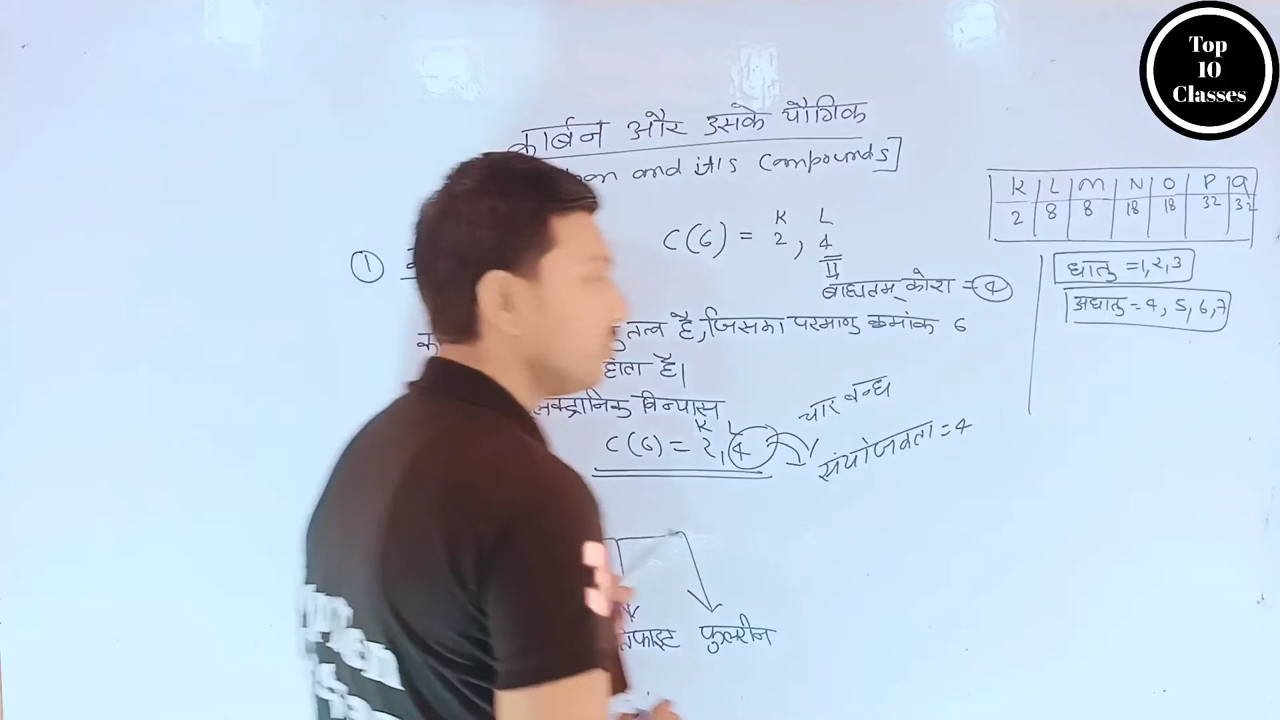 Top
10
Classes
कार्बन और उसके यौगिक
and its Compounds]
K L M N O P Q
2 8 8 18 18 32 32
K L
C(6) = 2, 4
①
बाह्यतम् कोश = 4
धातु = 1,2,3
अधातु = 4, 5, 6, 7
तत्व है, जिसका परमाणु क्रमांक 6
होता है।
विन्यास
K L
C(6) = 2, 4
चार बन्ध
संयोजकता = 4
फुलरीन